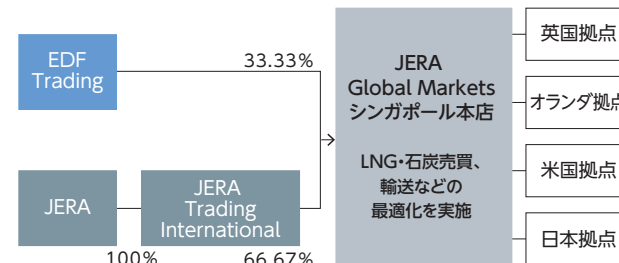 EDF
Trading
33.33%
JERA
JERA
Trading
International
100%
66.67%
JERA
Global Markets
シンガポール本店
LNG・石炭売買、
輸送などの
最適化を実施
英国拠点
オランダ拠点
米国拠点
日本拠点